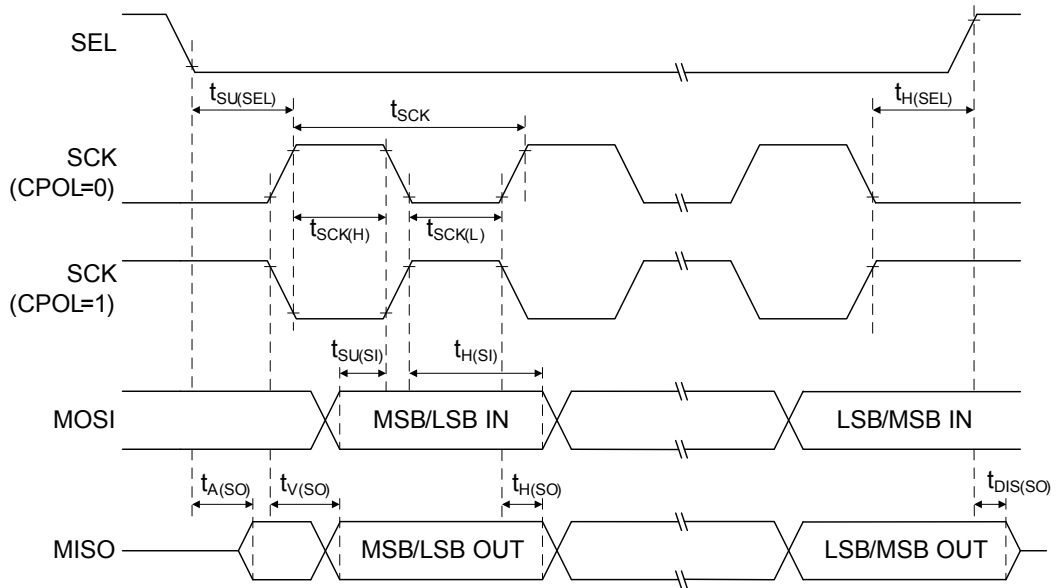 SEL
tSU(SEL)
tSCK
tH(SEL)
SCK
(CPOL=0)
tSCK(H)
tSCK(L)
SCK
(CPOL=1)
tSU(SI)
tH(SI)
MOSI
MSB/LSB IN
LSB/MSB IN
tA(SO)
tV(SO)
tH(SO)
tDIS(SO)
MISO
MSB/LSB OUT
LSB/MSB OUT